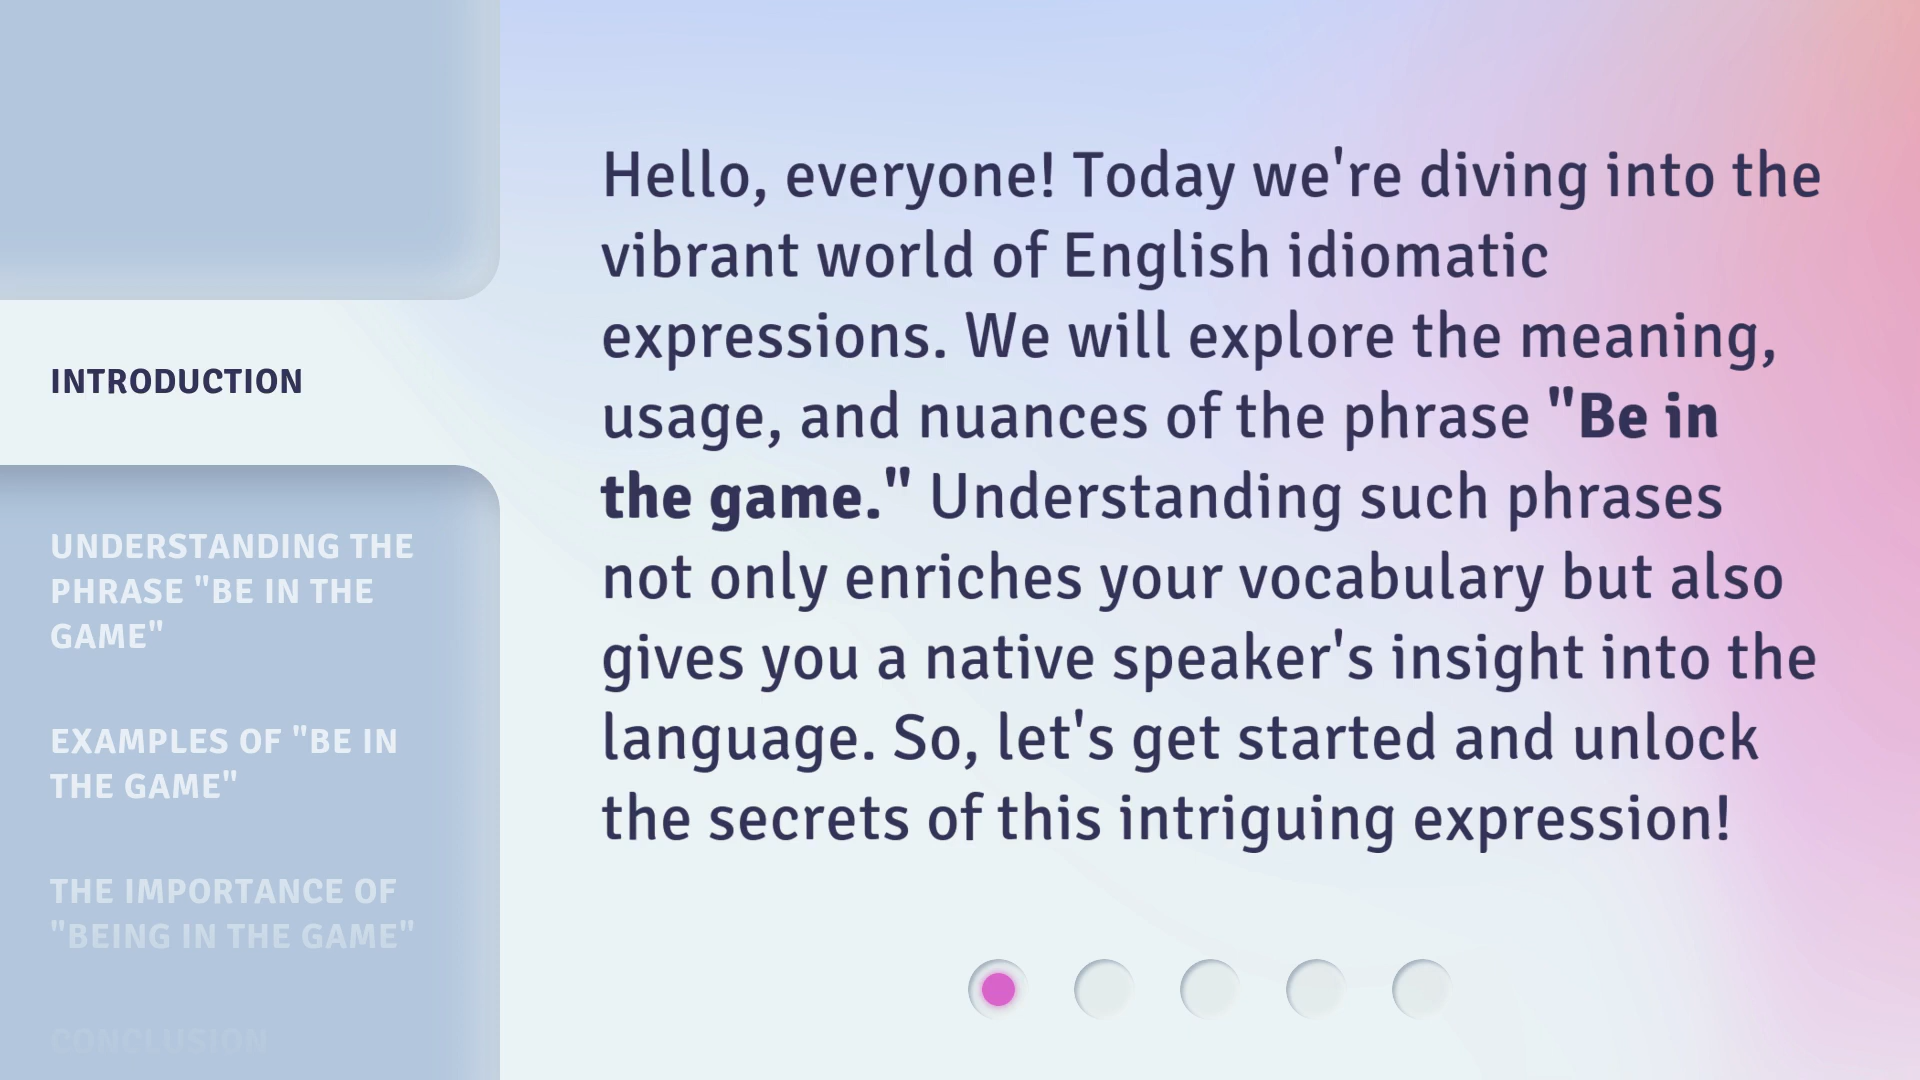 INTRODUCTION
UNDERSTANDING THE
PHRASE "BE IN THE
GAME"
EXAMPLES OF "BE IN
THE GAME"
THE IMPORTANCE OF
"BEING IN THE GAME"
CONCLUSION
Hello, everyone! Today we're diving into the
vibrant world of English idiomatic
expressions. We will explore the meaning,
usage, and nuances of the phrase "Be in
the game." Understanding such phrases
not only enriches your vocabulary but also
gives you a native speaker's insight into the
language. So, let's get started and unlock
the secrets of this intriguing expression!